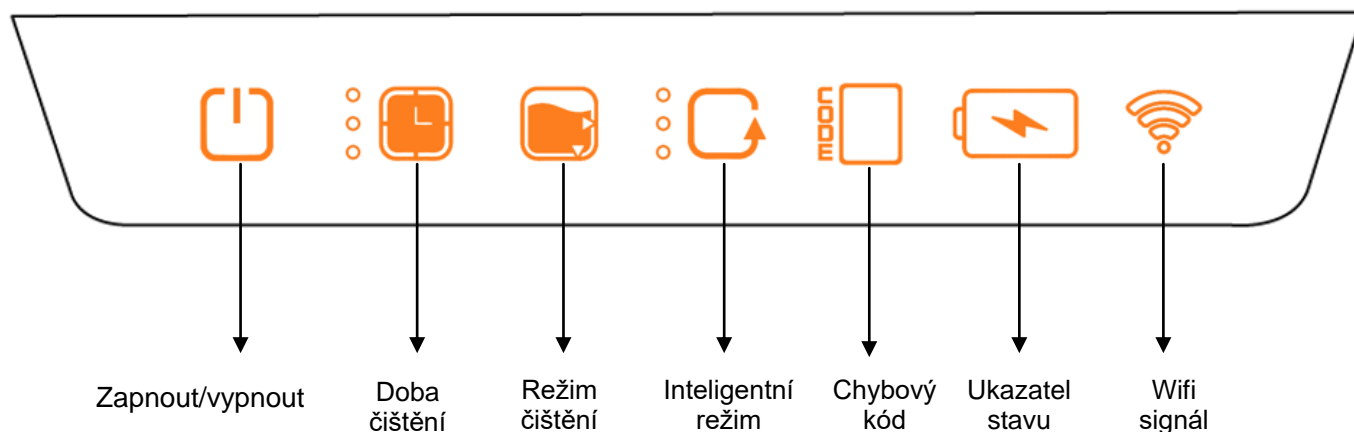 CODE
Zapnout/vypnout
Doba
čištění
Režim
čištění
Inteligentní
režim
Chybový
kód
Ukazatel
stavu
Wifi
signál